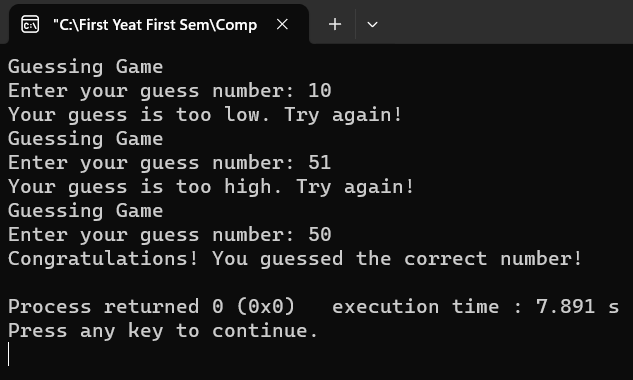 "C:\First Yeat First Sem\Comp
Guessing Game
Enter your guess number: 10
Your guess is too low. Try again!
Guessing Game
Enter your guess number: 51
Your guess is too high. Try again!
Guessing Game
Enter your guess number: 50
Congratulations! You guessed the correct number!
Process returned 0 (0x0)   execution time : 7.891 s
Press any key to continue.